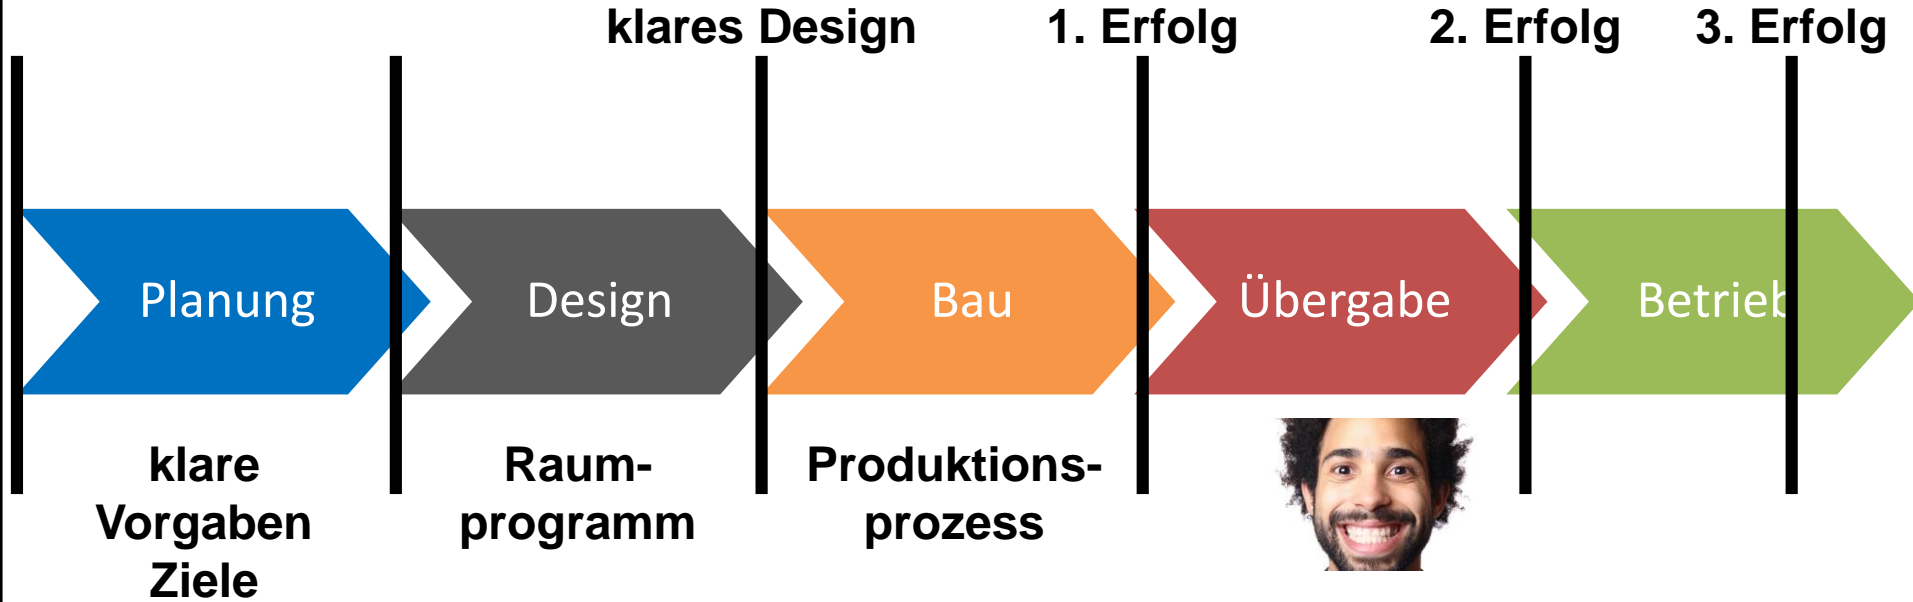 klares Design
1. Erfolg
2. Erfolg
3. Erfolg
Planung
Design
Bau
Übergabe
Betrieb
klare
Vorgaben
Ziele
Raum-
programm
Produktions-
prozess